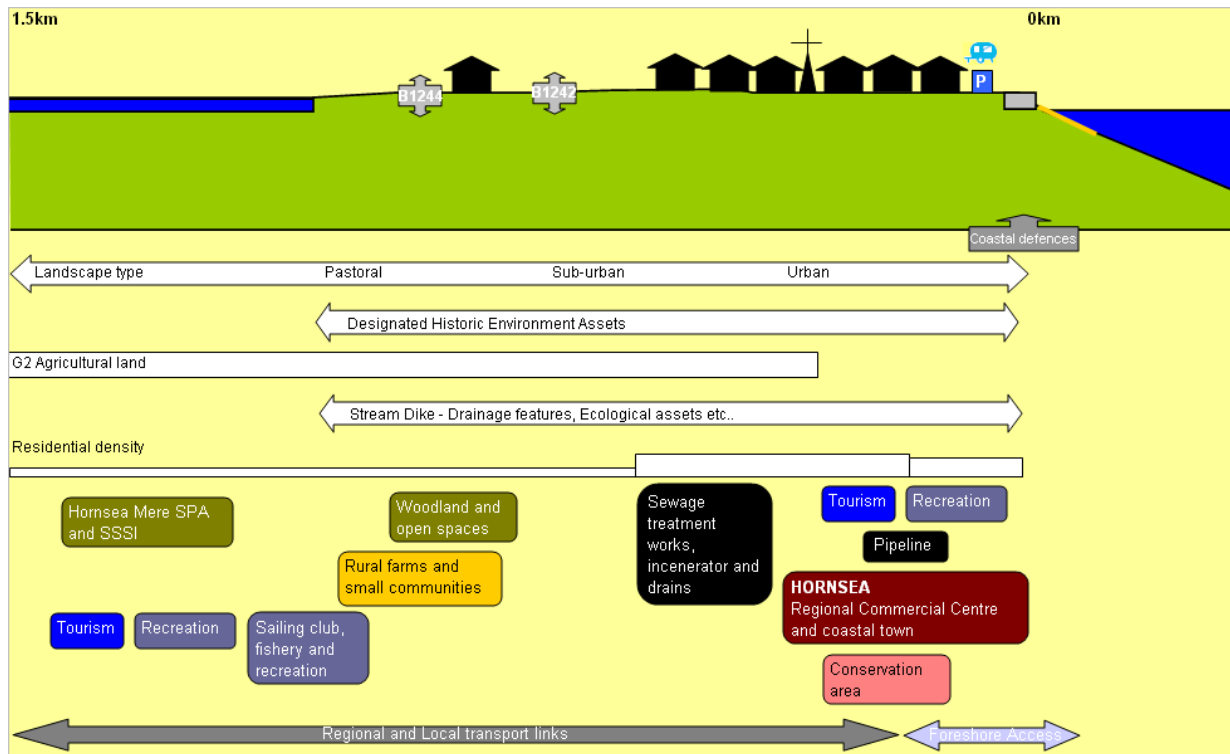 1.5km
0km
B1244
B1242
P
Coastal defences
Landscape type
Pastoral
Sub-urban
Urban
Designated Historic Environment Assets
G2 Agricultural land
Stream Dike - Drainage features, Ecological assets etc..
Residential density
Hornsea Mere SPA
and SSSI
Woodland and
open spaces
Sewage
treatment
works,
incenerator and
drains
Tourism
Recreation
Pipeline
Rural farms and
small communities
HORNSEA
Regional Commercial Centre
and coastal town
Tourism
Recreation
Sailing club,
fishery and
recreation
Conservation
area
Regional and Local transport links
Foreshore Access